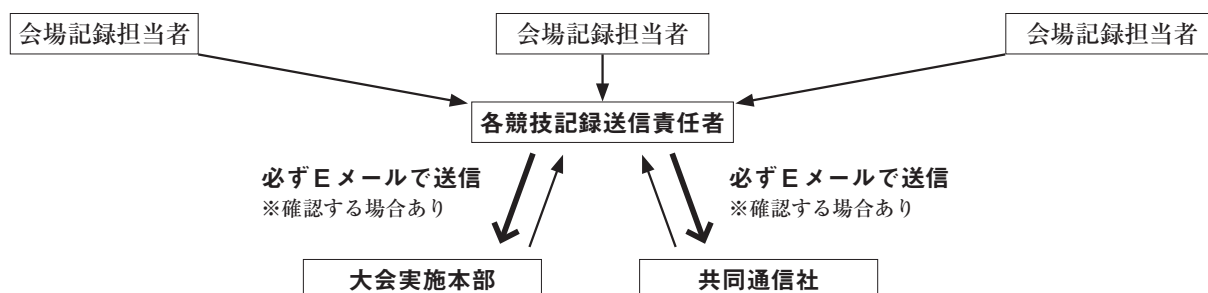 会場記録担当者
会場記録担当者
会場記録担当者
各競技記録送信責任者
必ずＥメールで送信
※確認する場合あり
必ずＥメールで送信
※確認する場合あり
大会実施本部
共同通信社